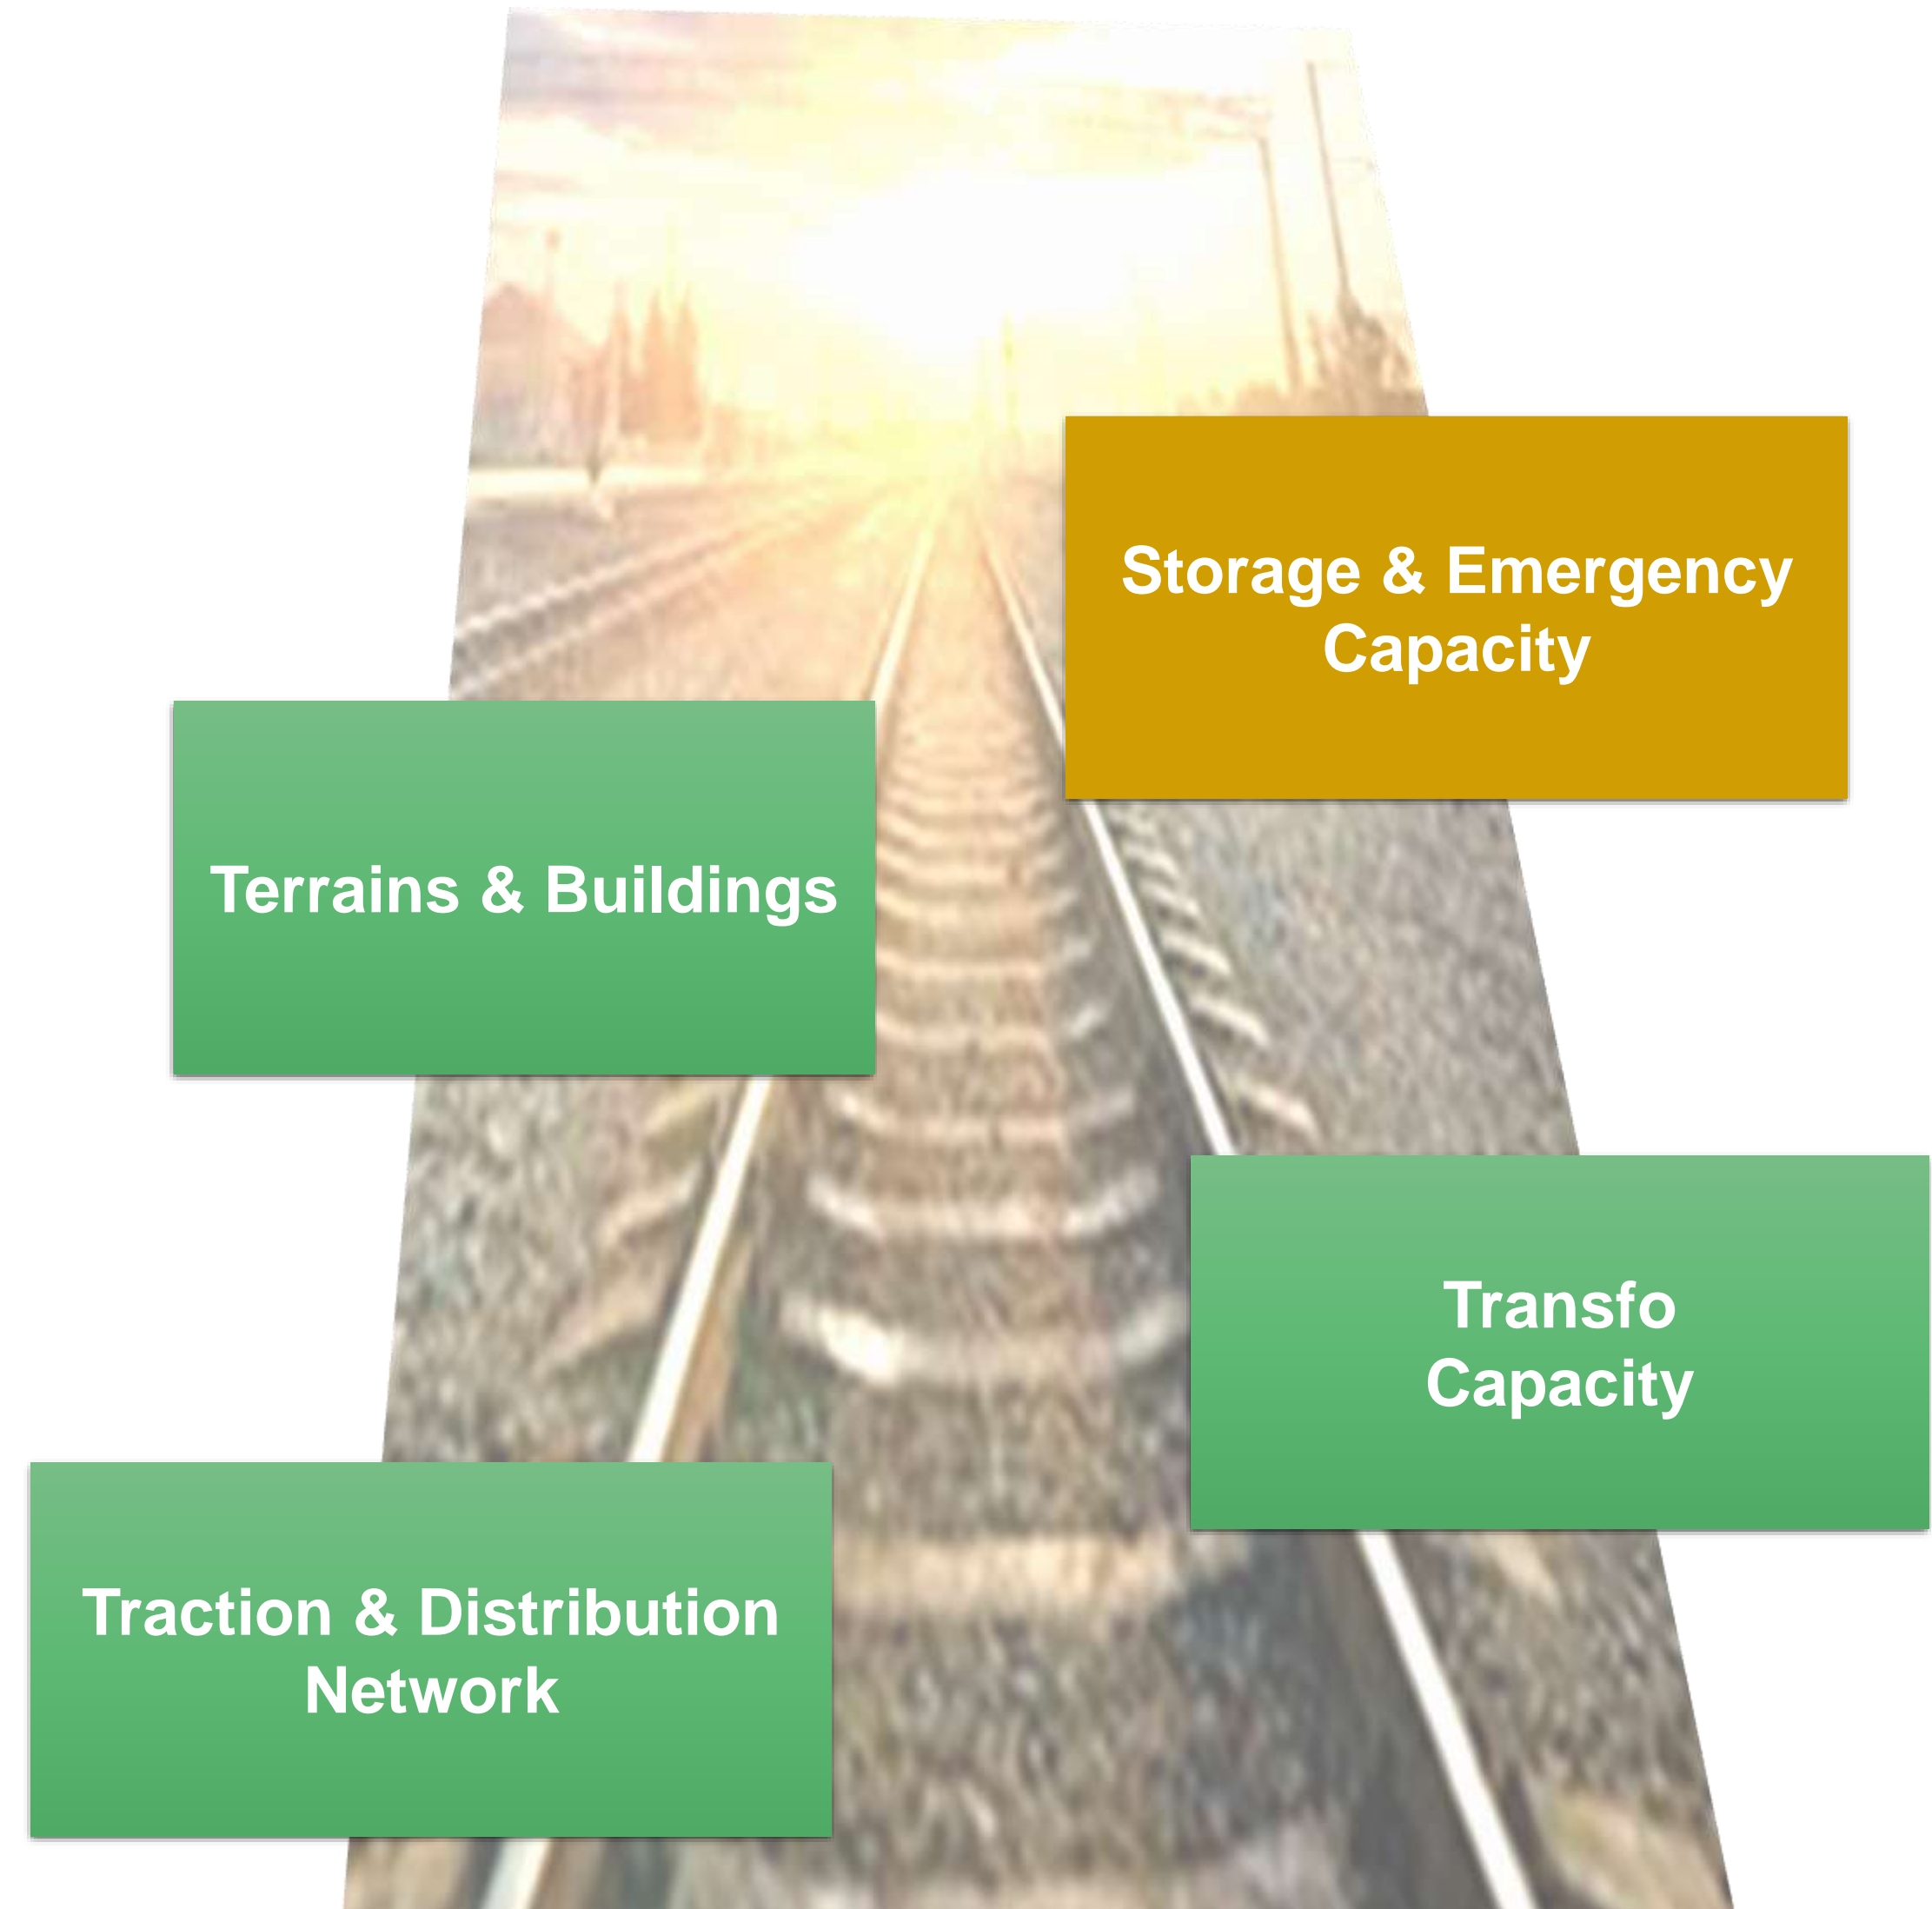 Storage & Emergency
Capacity
Terrains & Buildings
Transfo
Capacity
Traction & Distribution
Network